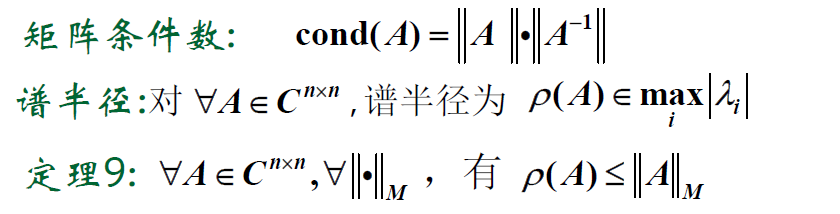 矩阵条件数: cond(A)=‖A ‖•‖A⁻¹‖
谱半径:对 ∀A∈Cⁿˣⁿ,谱半径为 ρ(A)∈max|λᵢ|
i
定理9: ∀A∈Cⁿˣⁿ,∀‖•‖_M , 有 ρ(A)≤‖A‖_M